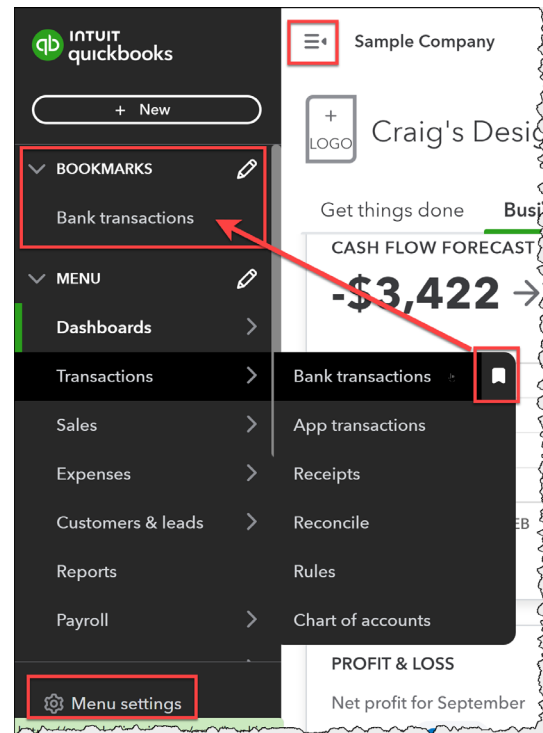 INTUIT
quickbooks
Sample Company
+ New
+
LOGO
Craig's Desig
BOOKMARKS
Bank transactions
Get things done Busi
CASH FLOW FORECAST
-$3,422
MENU
Dashboards
Transactions
Bank transactions
Sales
App transactions
Expenses
Receipts
Customers & leads
Reconcile
EB
Reports
Rules
Payroll
Chart of accounts
PROFIT & LOSS
Menu settings
Net profit for September